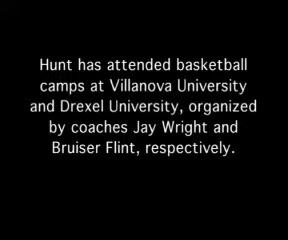 Hunt has attended basketball
camps at Villanova University
and Drexel University, organized
by coaches Jay Wright and
Bruiser Flint, respectively.